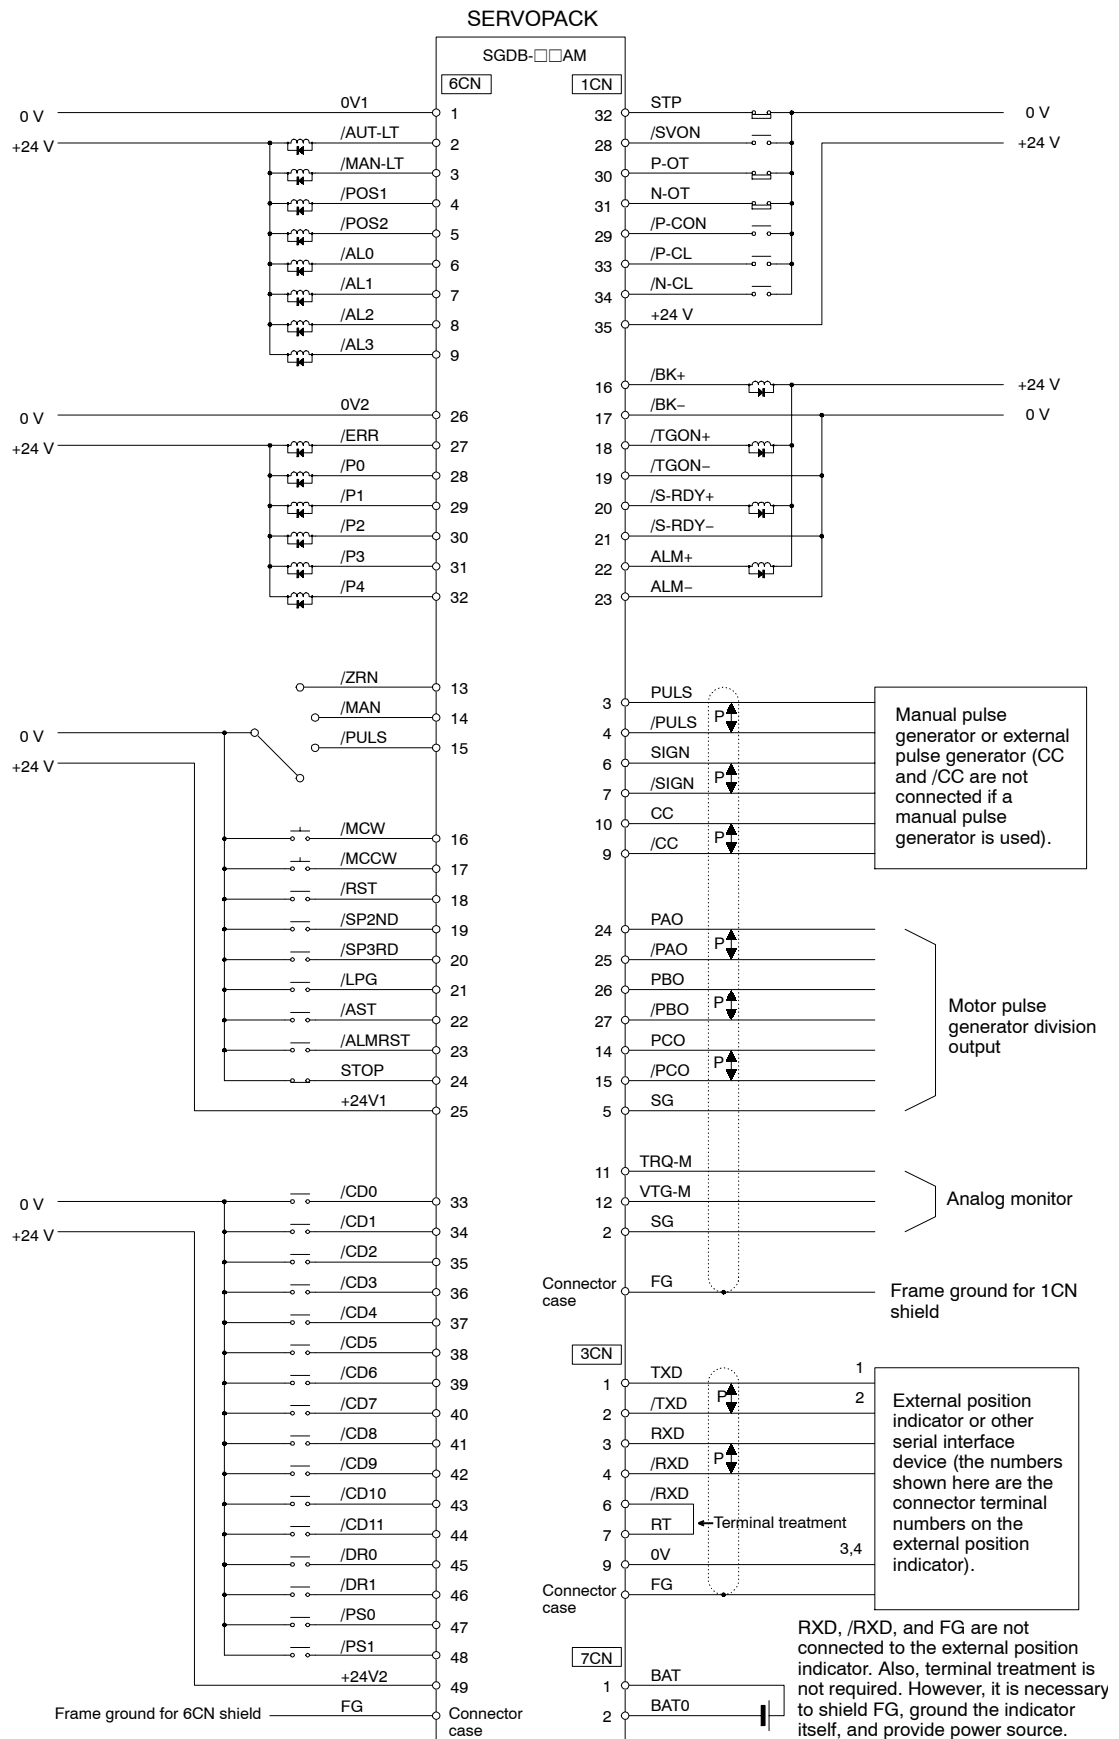 SERVOPACK
SGDB-□□AM
6CN
0 V
0V1
1
+24 V
/AUT-LT
2
/MAN-LT
3
/POS1
4
/POS2
5
/AL0
6
/AL1
7
/AL2
8
/AL3
9
0 V
0V2
26
+24 V
/ERR
27
/P0
28
/P1
29
/P2
30
/P3
31
/P4
32
/ZRN
13
/MAN
14
0 V
/PULS
15
+24 V
/MCW
16
/MCCW
17
/RST
18
/SP2ND
19
/SP3RD
20
/LPG
21
/AST
22
/ALMRST
23
STOP
24
+24V1
25
0 V
/CD0
33
+24 V
/CD1
34
/CD2
35
/CD3
36
/CD4
37
/CD5
38
/CD6
39
/CD7
40
/CD8
41
/CD9
42
/CD10
43
/CD11
44
/DR0
45
/DR1
46
/PS0
47
/PS1
48
+24V2
49
Frame ground for 6CN shield
FG
Connector
case
1CN
32
STP
0 V
28
/SVON
+24 V
30
P-OT
31
N-OT
29
/P-CON
33
/P-CL
34
/N-CL
35
+24 V
16
/BK+
+24 V
17
/BK−
0 V
18
/TGON+
19
/TGON−
20
/S-RDY+
21
/S-RDY−
22
ALM+
23
ALM−
3
PULS
P
4
/PULS
6
SIGN
P
7
/SIGN
10
CC
P
9
/CC
Manual pulse
generator or external
pulse generator (CC
and /CC are not
connected if a
manual pulse
generator is used).
24
PAO
P
25
/PAO
26
PBO
P
27
/PBO
14
PCO
P
15
/PCO
5
SG
Motor pulse
generator division
output
11
TRQ-M
12
VTG-M
2
SG
Analog monitor
Connector
case
FG
Frame ground for 1CN
shield
3CN
1
TXD
1
P
2
/TXD
2
3
RXD
P
4
/RXD
6
/RXD
7
RT
Terminal treatment
9
0V
3,4
Connector
case
FG
External position
indicator or other
serial interface
device (the numbers
shown here are the
connector terminal
numbers on the
external position
indicator).
7CN
1
BAT
2
BAT0
RXD, /RXD, and FG are not
connected to the external position
indicator. Also, terminal treatment is
not required. However, it is necessary
to shield FG, ground the indicator
itself, and provide power source.